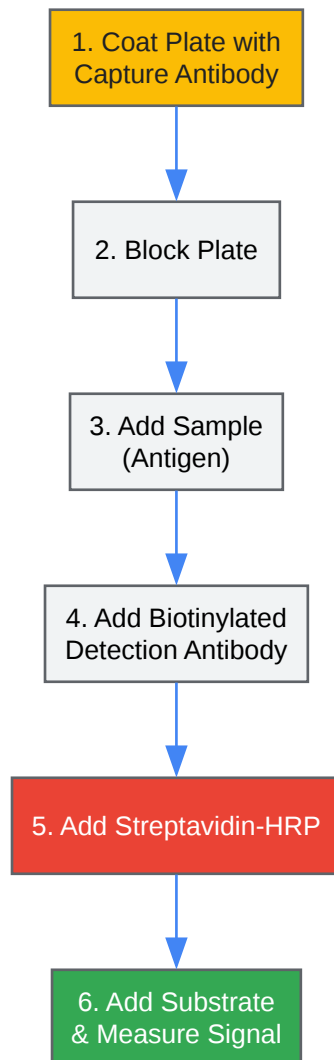 1. Coat Plate with
Capture Antibody
2. Block Plate
3. Add Sample
(Antigen)
4. Add Biotinylated
Detection Antibody
5. Add Streptavidin-HRP
6. Add Substrate
& Measure Signal